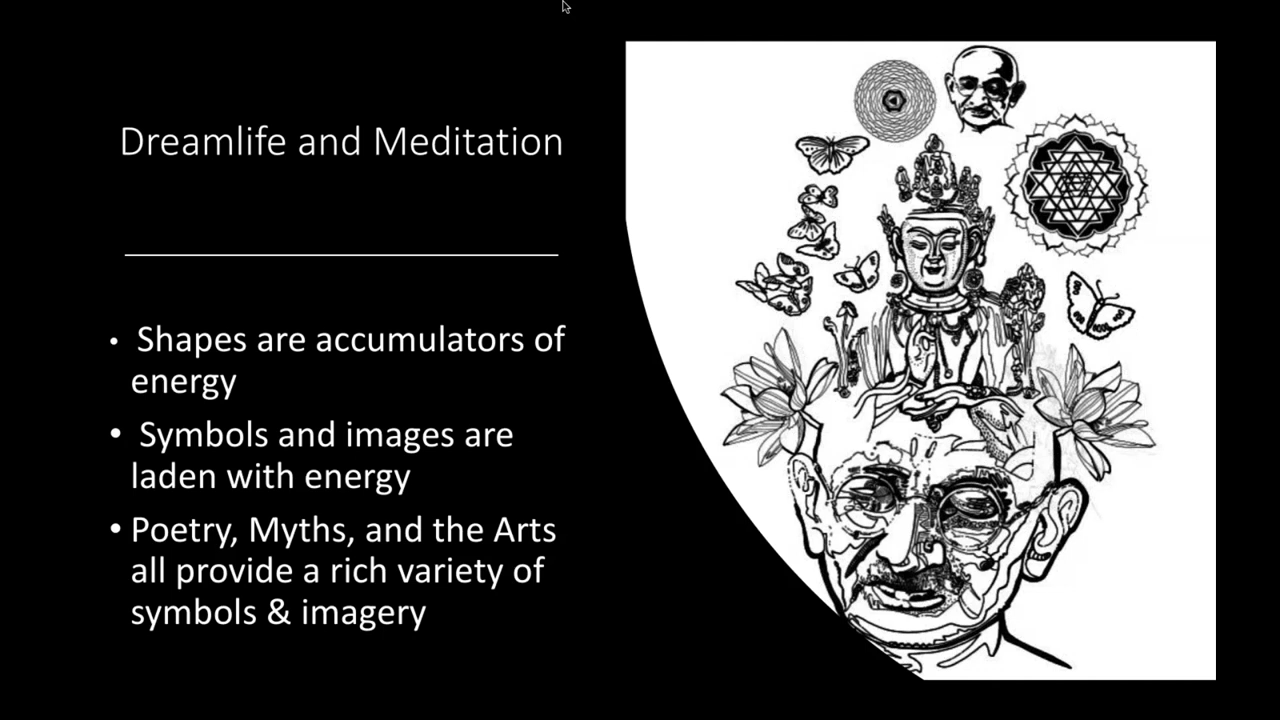 Dreamlife and Meditation
• Shapes are accumulators of
energy
• Symbols and images are
laden with energy
• Poetry, Myths, and the Arts
all provide a rich variety of
symbols & imagery